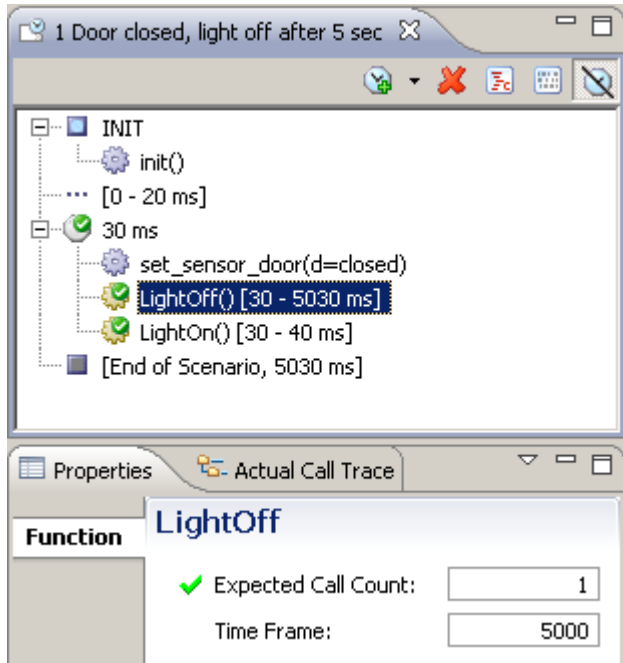 1 Door closed, light off after 5 sec
INIT
init()
[0 - 20 ms]
30 ms
set_sensor_door(d=closed)
LightOff() [30 - 5030 ms]
LightOn() [30 - 40 ms]
[End of Scenario, 5030 ms]
Properties Actual Call Trace
Function
LightOff
Expected Call Count: 1
Time Frame: 5000